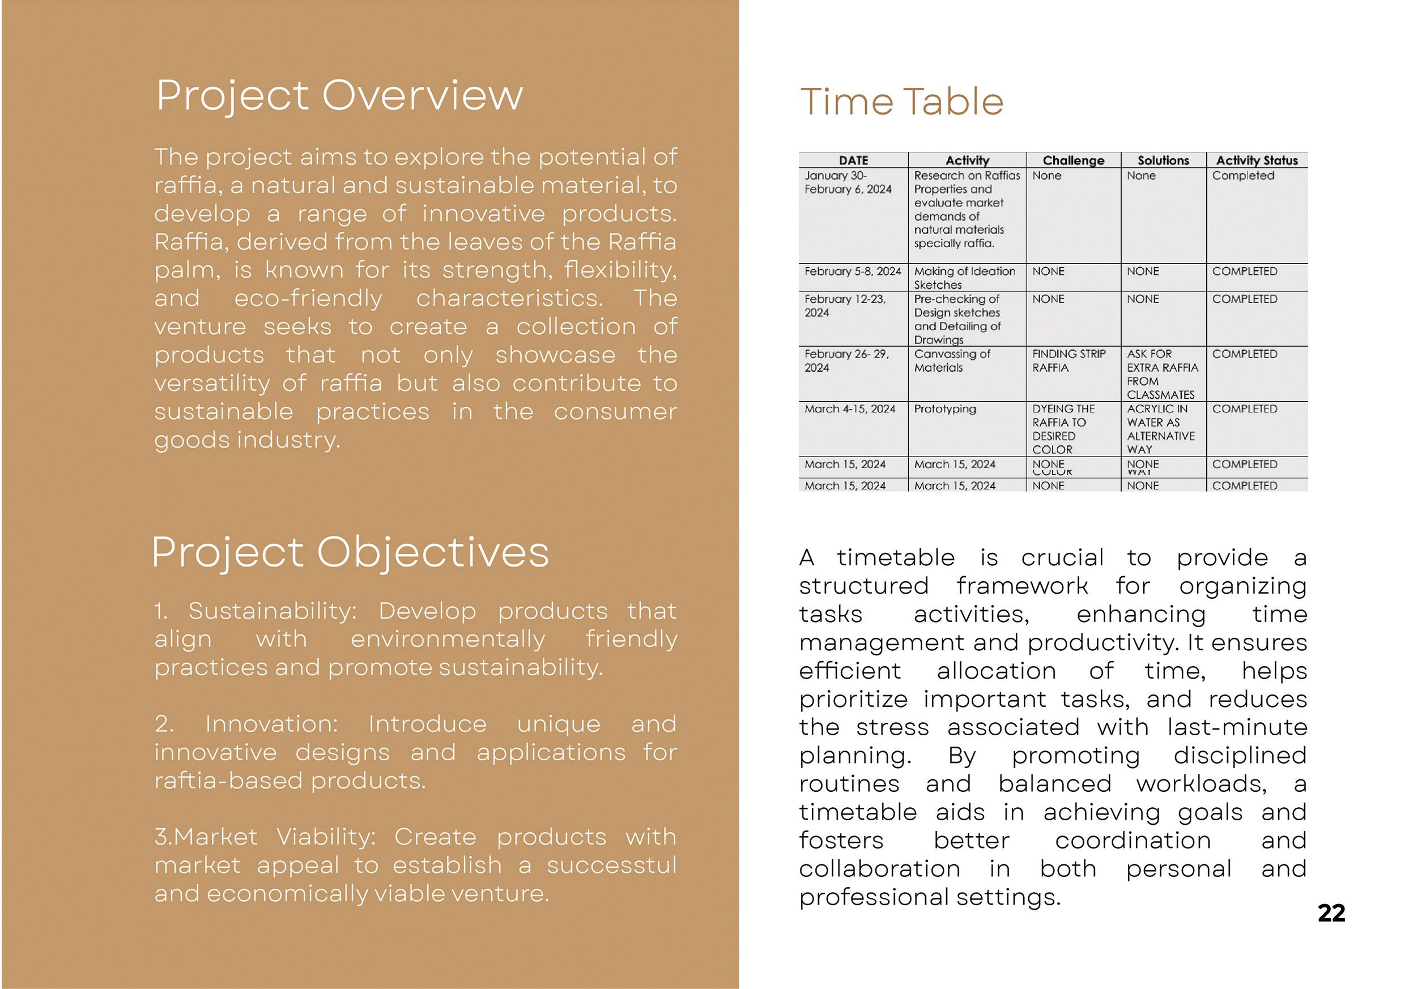 Project Overview
The project aims to explore the potential of
raffia, a natural and sustainable material, to
develop a range of innovative products.
Raffia, derived from the leaves of the Raffia
palm, is known for its strength, flexibility,
and eco-friendly characteristics. The
venture seeks to create a collection of
products that not only showcase the
versatility of raffia but also contribute to
sustainable practices in the consumer
goods industry.
Project Objectives
1. Sustainability: Develop products that
align with environmentally friendly
practices and promote sustainability.
2. Innovation: Introduce unique and
innovative designs and applications for
raftia-based products.
3.Market Viability: Create products with
market appeal to establish a successtul
and economically viable venture.
Time Table
DATE Activity Challenge Solutions Activity Status
January 30- Research on Raffias None None Completed
February 6, 2024 Properties and
evaluate market
demands of
natural materials
specially raffia.
February 5-8, 2024 Making of Ideation NONE NONE COMPLETED
Sketches
February 12-23, Pre-checking of NONE NONE COMPLETED
2024 Design sketches
and Detailing of
Drawings
February 26- 29, Canvassing of FINDING STRIP ASK FOR COMPLETED
2024 Materials RAFFIA EXTRA RAFFIA
FROM
CLASSMATES
March 4-15, 2024 Prototyping DYEING THE ACRYLIC IN COMPLETED
RAFFIA TO WATER AS
DESIRED ALTERNATIVE
COLOR WAY
March 15, 2024 March 15, 2024 NONE NONE COMPLETED
COLOR WAY
March 15, 2024 March 15, 2024 NONE NONE COMPLETED
A timetable is crucial to provide a
structured framework for organizing
tasks activities, enhancing time
management and productivity. It ensures
efficient allocation of time, helps
prioritize important tasks, and reduces
the stress associated with last-minute
planning. By promoting disciplined
routines and balanced workloads, a
timetable aids in achieving goals and
fosters better coordination and
collaboration in both personal and
professional settings.
22